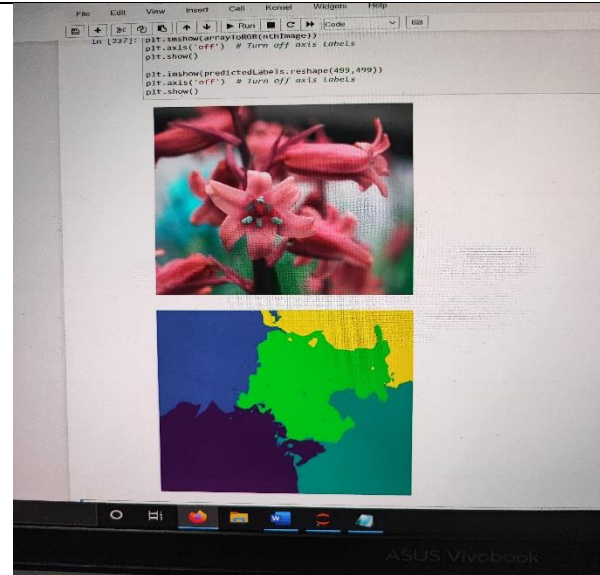 File Edit View Insert Cell Kernel Widgets Help
Run Code
In [237]: plt.imshow(arrayToRGB(nthImage))
plt.axis('off') # Turn off axis labels
plt.show()
plt.imshow(predictedLabels.reshape(499,499))
plt.axis('off') # Turn off axis labels
plt.show()
W
ASUS Vivobook